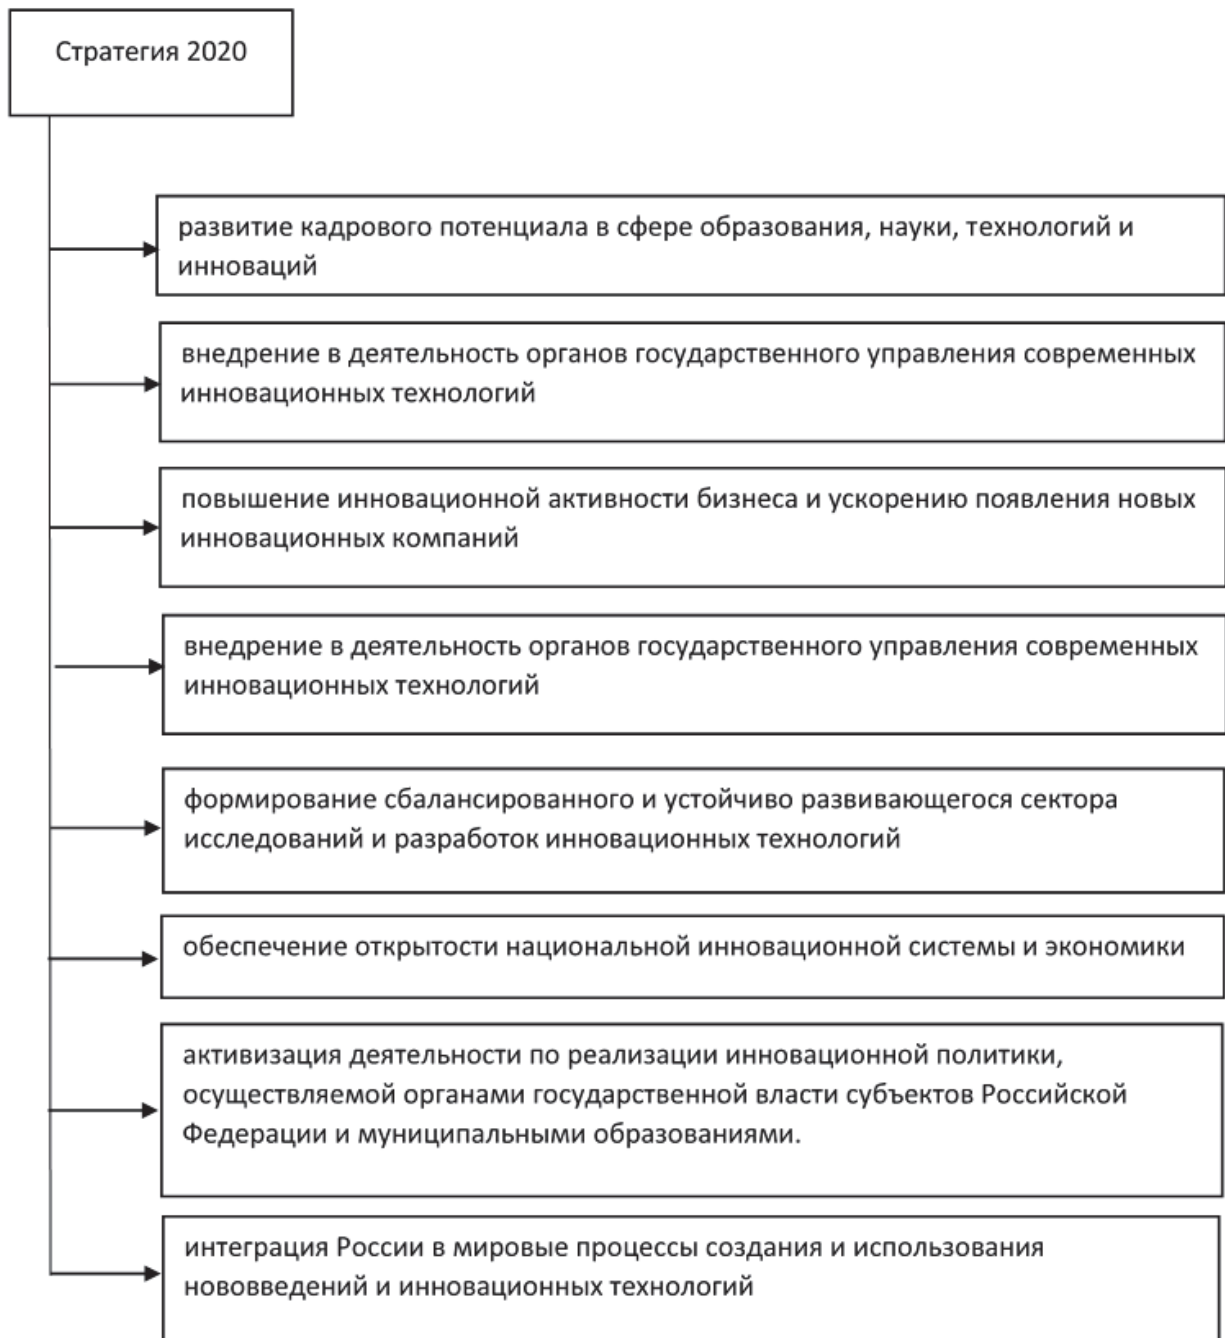 Стратегия 2020
развитие кадрового потенциала в сфере образования, науки, технологий и
инноваций
внедрение в деятельность органов государственного управления современных
инновационных технологий
повышение инновационной активности бизнеса и ускорению появления новых
инновационных компаний
внедрение в деятельность органов государственного управления современных
инновационных технологий
формирование сбалансированного и устойчиво развивающегося сектора
исследований и разработок инновационных технологий
обеспечение открытости национальной инновационной системы и экономики
активизация деятельности по реализации инновационной политики,
осуществляемой органами государственной власти субъектов Российской
Федерации и муниципальными образованиями.
интеграция России в мировые процессы создания и использования
нововведений и инновационных технологий